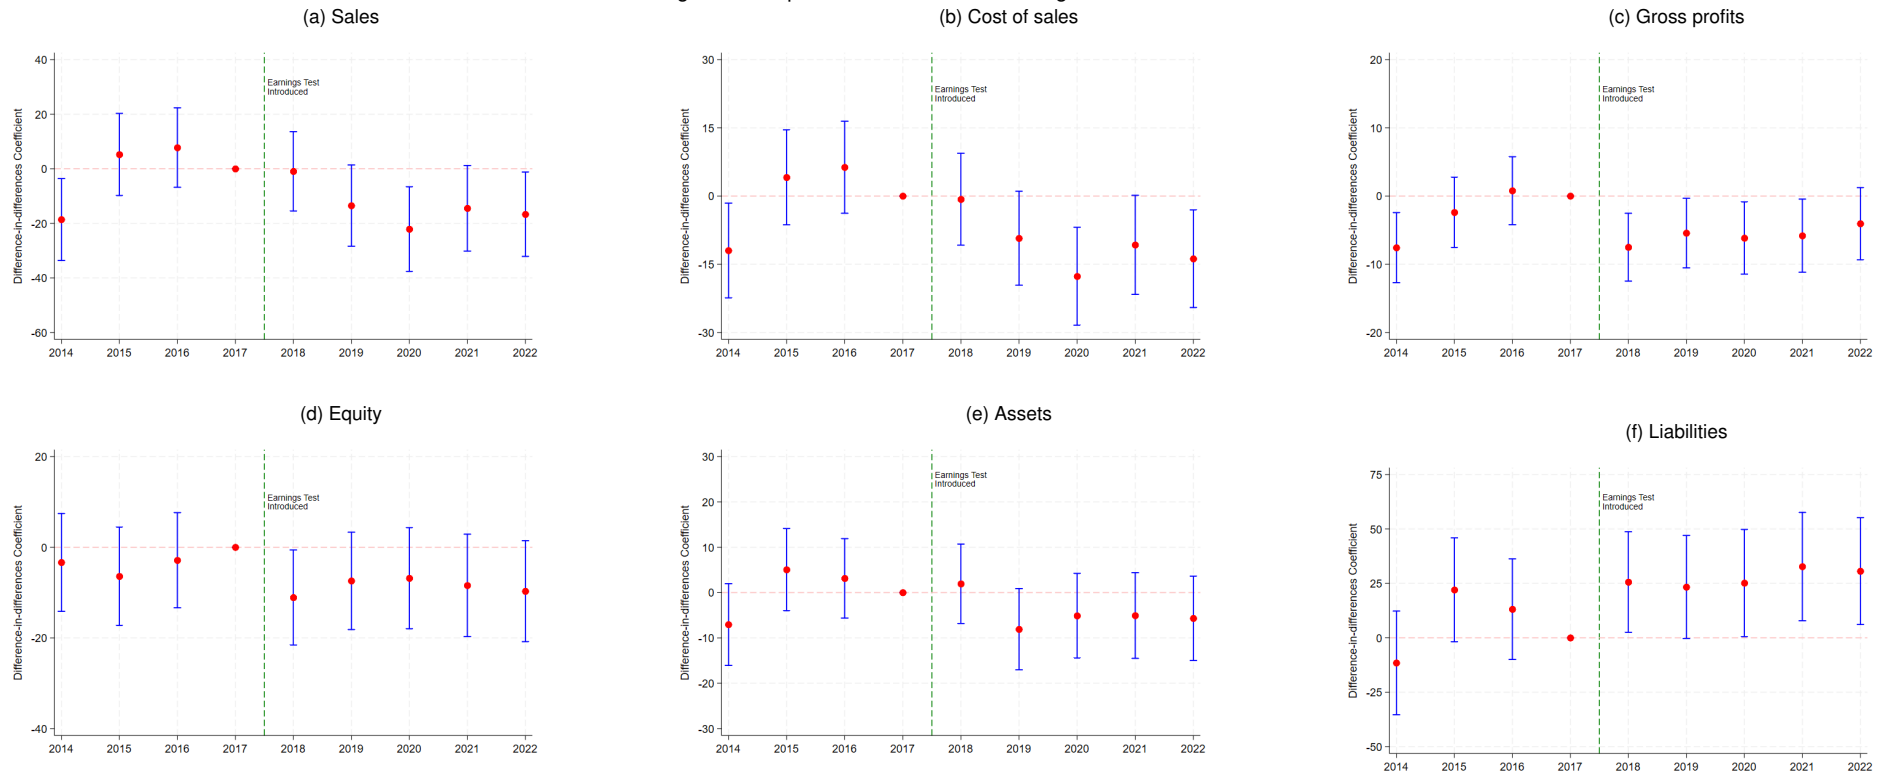 (a) Sales
(b) Cost of sales
(c) Gross profits
Difference-in-differences Coefficient
40
20
0
-20
-40
-60
Earnings Test
Introduced
2014 2015 2016 2017 2018 2019 2020 2021 2022
Difference-in-differences Coefficient
30
15
0
-15
-30
Earnings Test
Introduced
2014 2015 2016 2017 2018 2019 2020 2021 2022
Difference-in-differences Coefficient
20
10
0
-10
-20
Earnings Test
Introduced
2014 2015 2016 2017 2018 2019 2020 2021 2022
(d) Equity
(e) Assets
(f) Liabilities
Difference-in-differences Coefficient
20
0
-20
-40
Earnings Test
Introduced
2014 2015 2016 2017 2018 2019 2020 2021 2022
Difference-in-differences Coefficient
30
20
10
0
-10
-20
-30
Earnings Test
Introduced
2014 2015 2016 2017 2018 2019 2020 2021 2022
Difference-in-differences Coefficient
75
50
25
0
-25
-50
Earnings Test
Introduced
2014 2015 2016 2017 2018 2019 2020 2021 2022